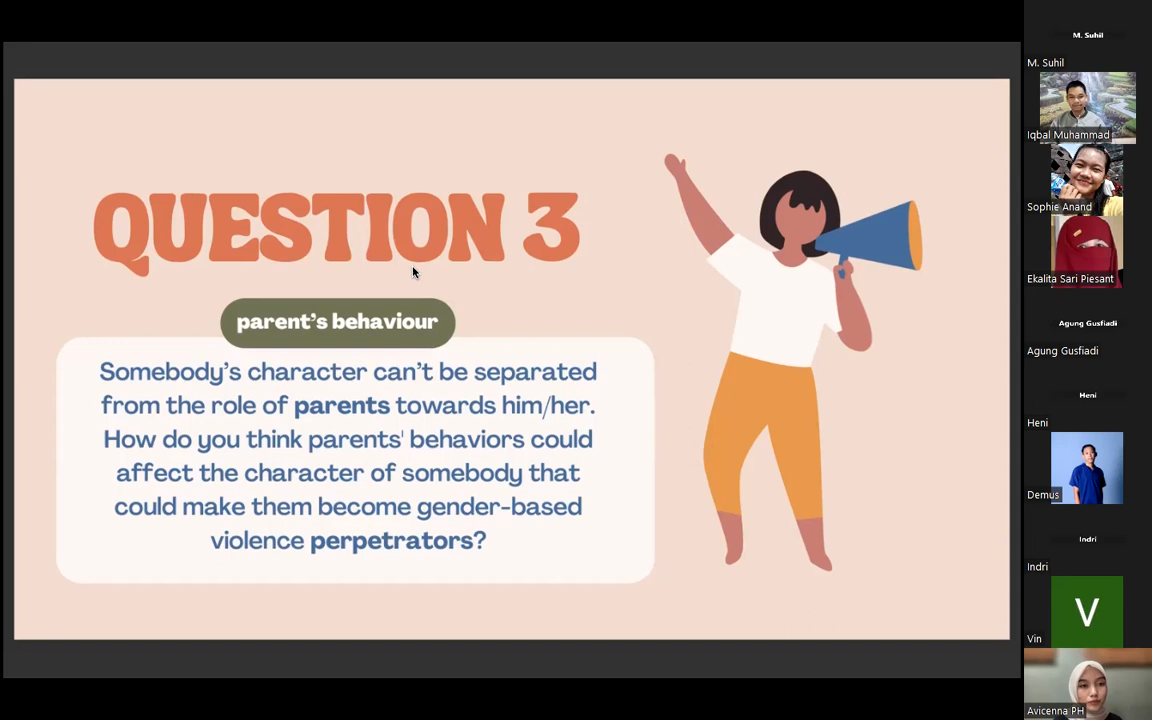 QUESTION 3
parent's behaviour
Somebody's character can't be separated
from the role of parents towards him/her.
How do you think parents' behaviors could
affect the character of somebody that
could make them become gender-based
violence perpetrators?
M. Suhil
M. Suhil
Iqbal Muhammad
Sophie Anand
Ekalita Sari Piesant
Agung Gusfiadi
Agung Gusfiadi
Heni
Heni
Demus
Indri
Indri
V
Vin
Avicenna PH